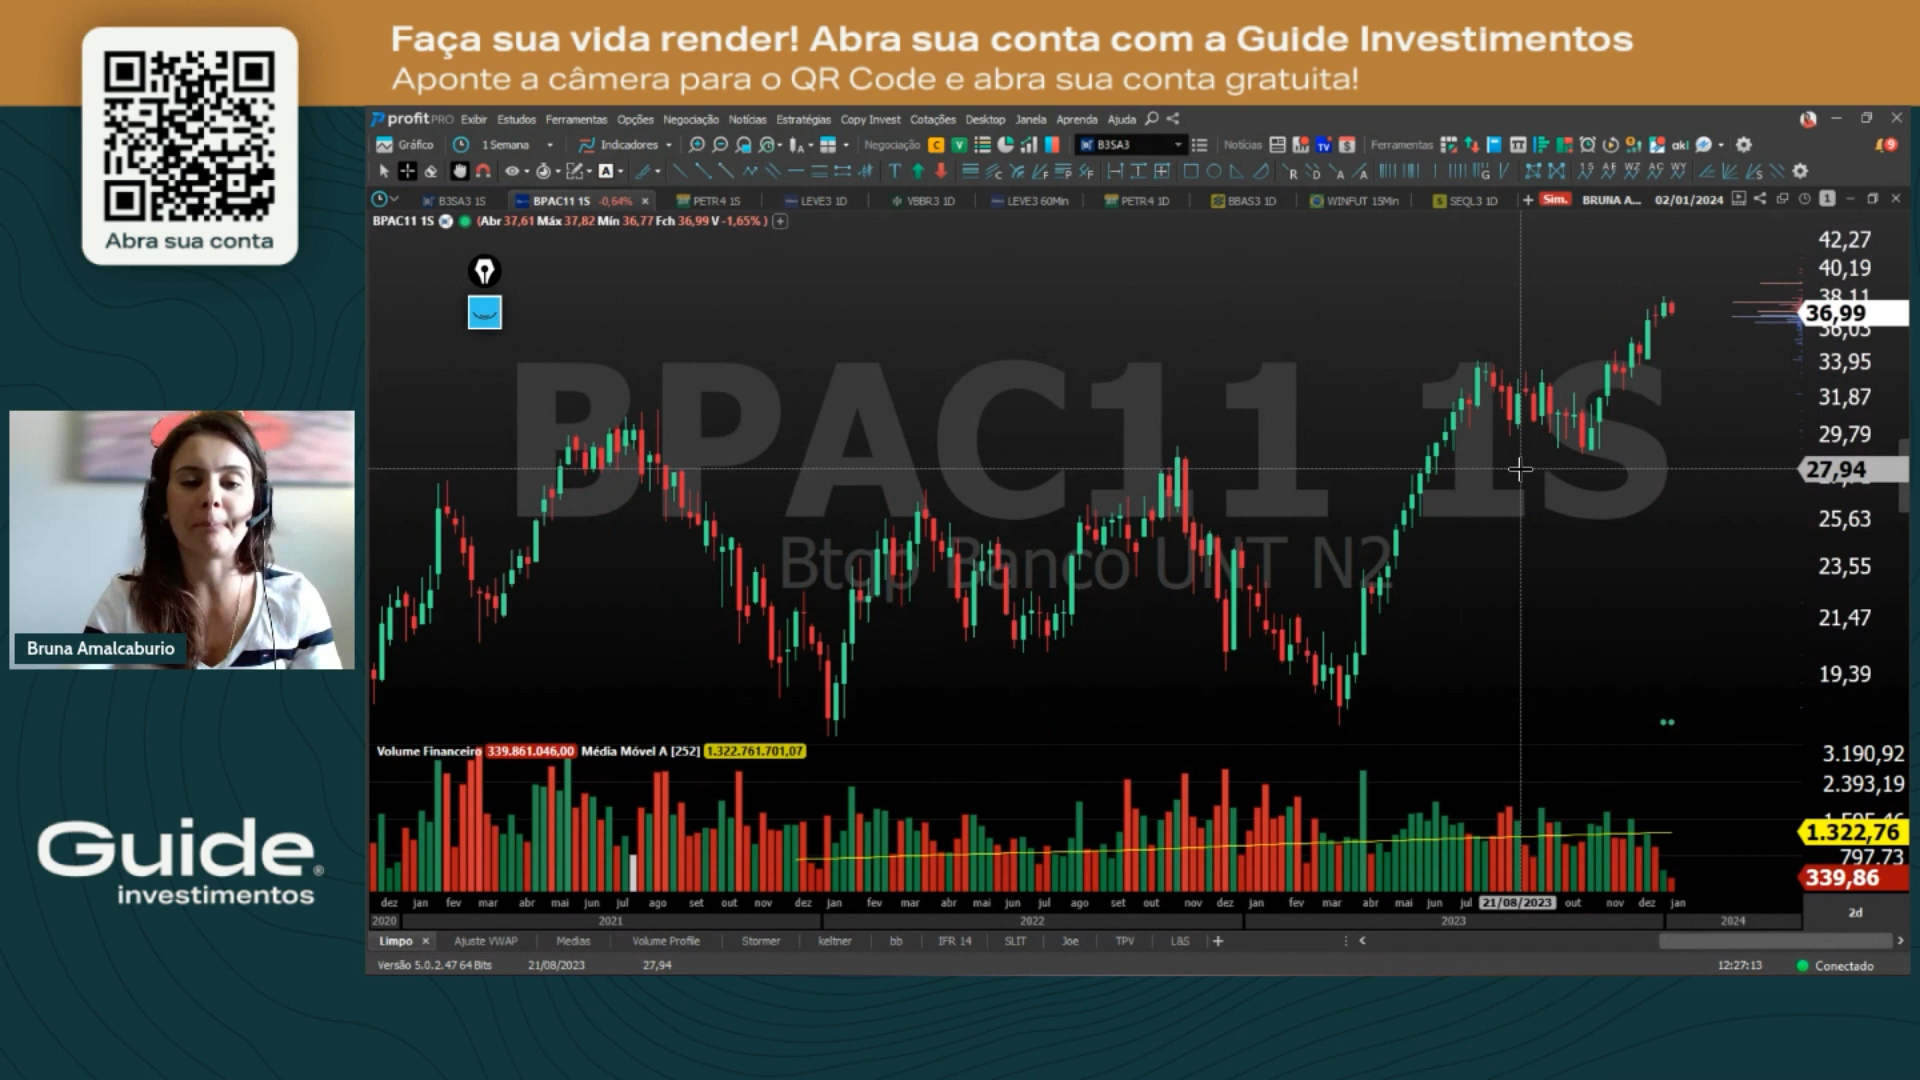 Faça sua vida render! Abra sua conta com a Guide Investimentos
Aponte a câmera para o QR Code e abra sua conta gratuita!
Abra sua conta
profit PRO Exibir Estudos Ferramentas Opções Negociação Notícias Estratégias Copy Invest Cotações Desktop Janela Aprenda Ajuda
Gráfico 1 Semana Indicadores Negociação C V B3SA3 Notícias Ferramentas akl 9
B3SA3 1S BPAC11 1S -0,64% × PETR4 1S LEVE3 1D VBBR3 1D LEVE3 60Min PETR4 1D BBAS3 1D WINFUT 15Min SEQL3 1D + Sim. BRUNA A... 02/01/2024 1
BPAC11 1S (Abr 37,61 Máx 37,82 Mín 36,77 Fch 36,99 V -1,65% )
BPAC11 1S
Btgp Banco UNT N2
42,27
40,19
38,11
36,99
36,03
33,95
31,87
29,79
27,94
25,63
23,55
21,47
19,39
Volume Financeiro 339.861.046,00 Média Móvel A [252] 1.322.761.701,07
3.190,92
2.393,19
1.322,76
797,73
339,86
dez jan fev mar abr mai jun jul ago set out nov dez jan fev mar abr mai jun jul ago set out nov dez jan fev mar abr mai jun jul 21/08/2023 out nov dez jan
2020 2021 2022 2023 2024
2d
Limpo × Ajuste VWAP Medias Volume Profile Stormer keltner bb IFR 14 SLIT Joe TPV L&S +
Versão 5.0.2.47 64 Bits 21/08/2023 27,94 12:27:13 Conectado
Bruna Amalcaburio
Guide
investimentos